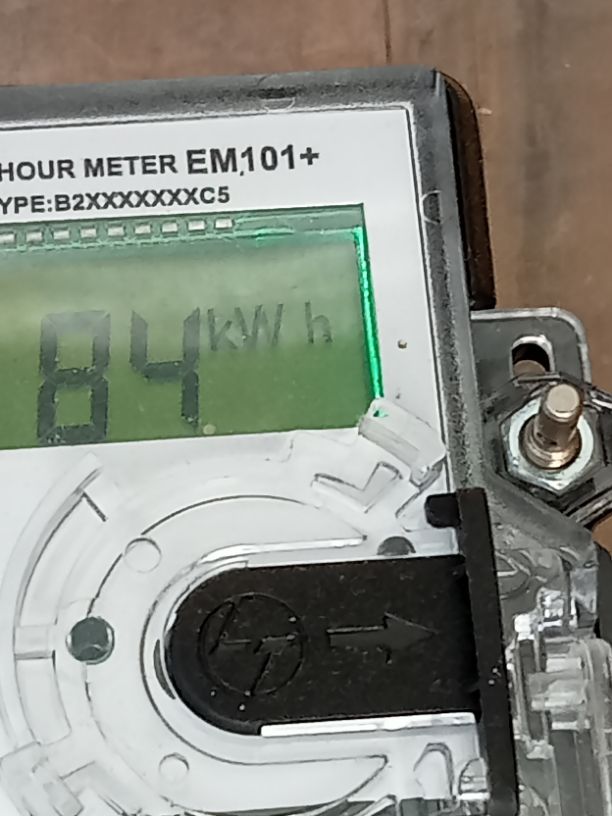 HOUR METER EM101+
YPE:B2XXXXXXXC5
84 kWh